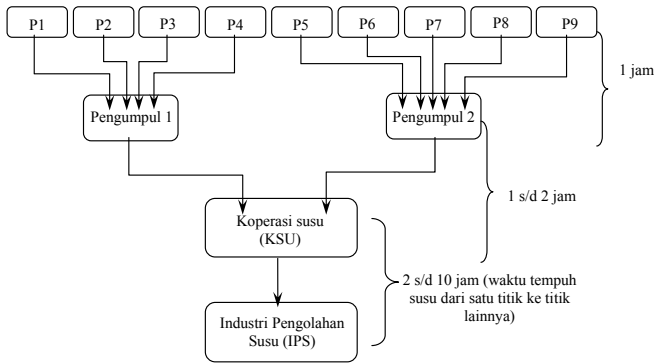 P1 P2 P3 P4 P5 P6 P7 P8 P9
1 jam
Pengumpul 1 Pengumpul 2
1 s/d 2 jam
Koperasi susu
(KSU)
2 s/d 10 jam (waktu tempuh
susu dari satu titik ke titik
lainnya)
Industri Pengolahan
Susu (IPS)